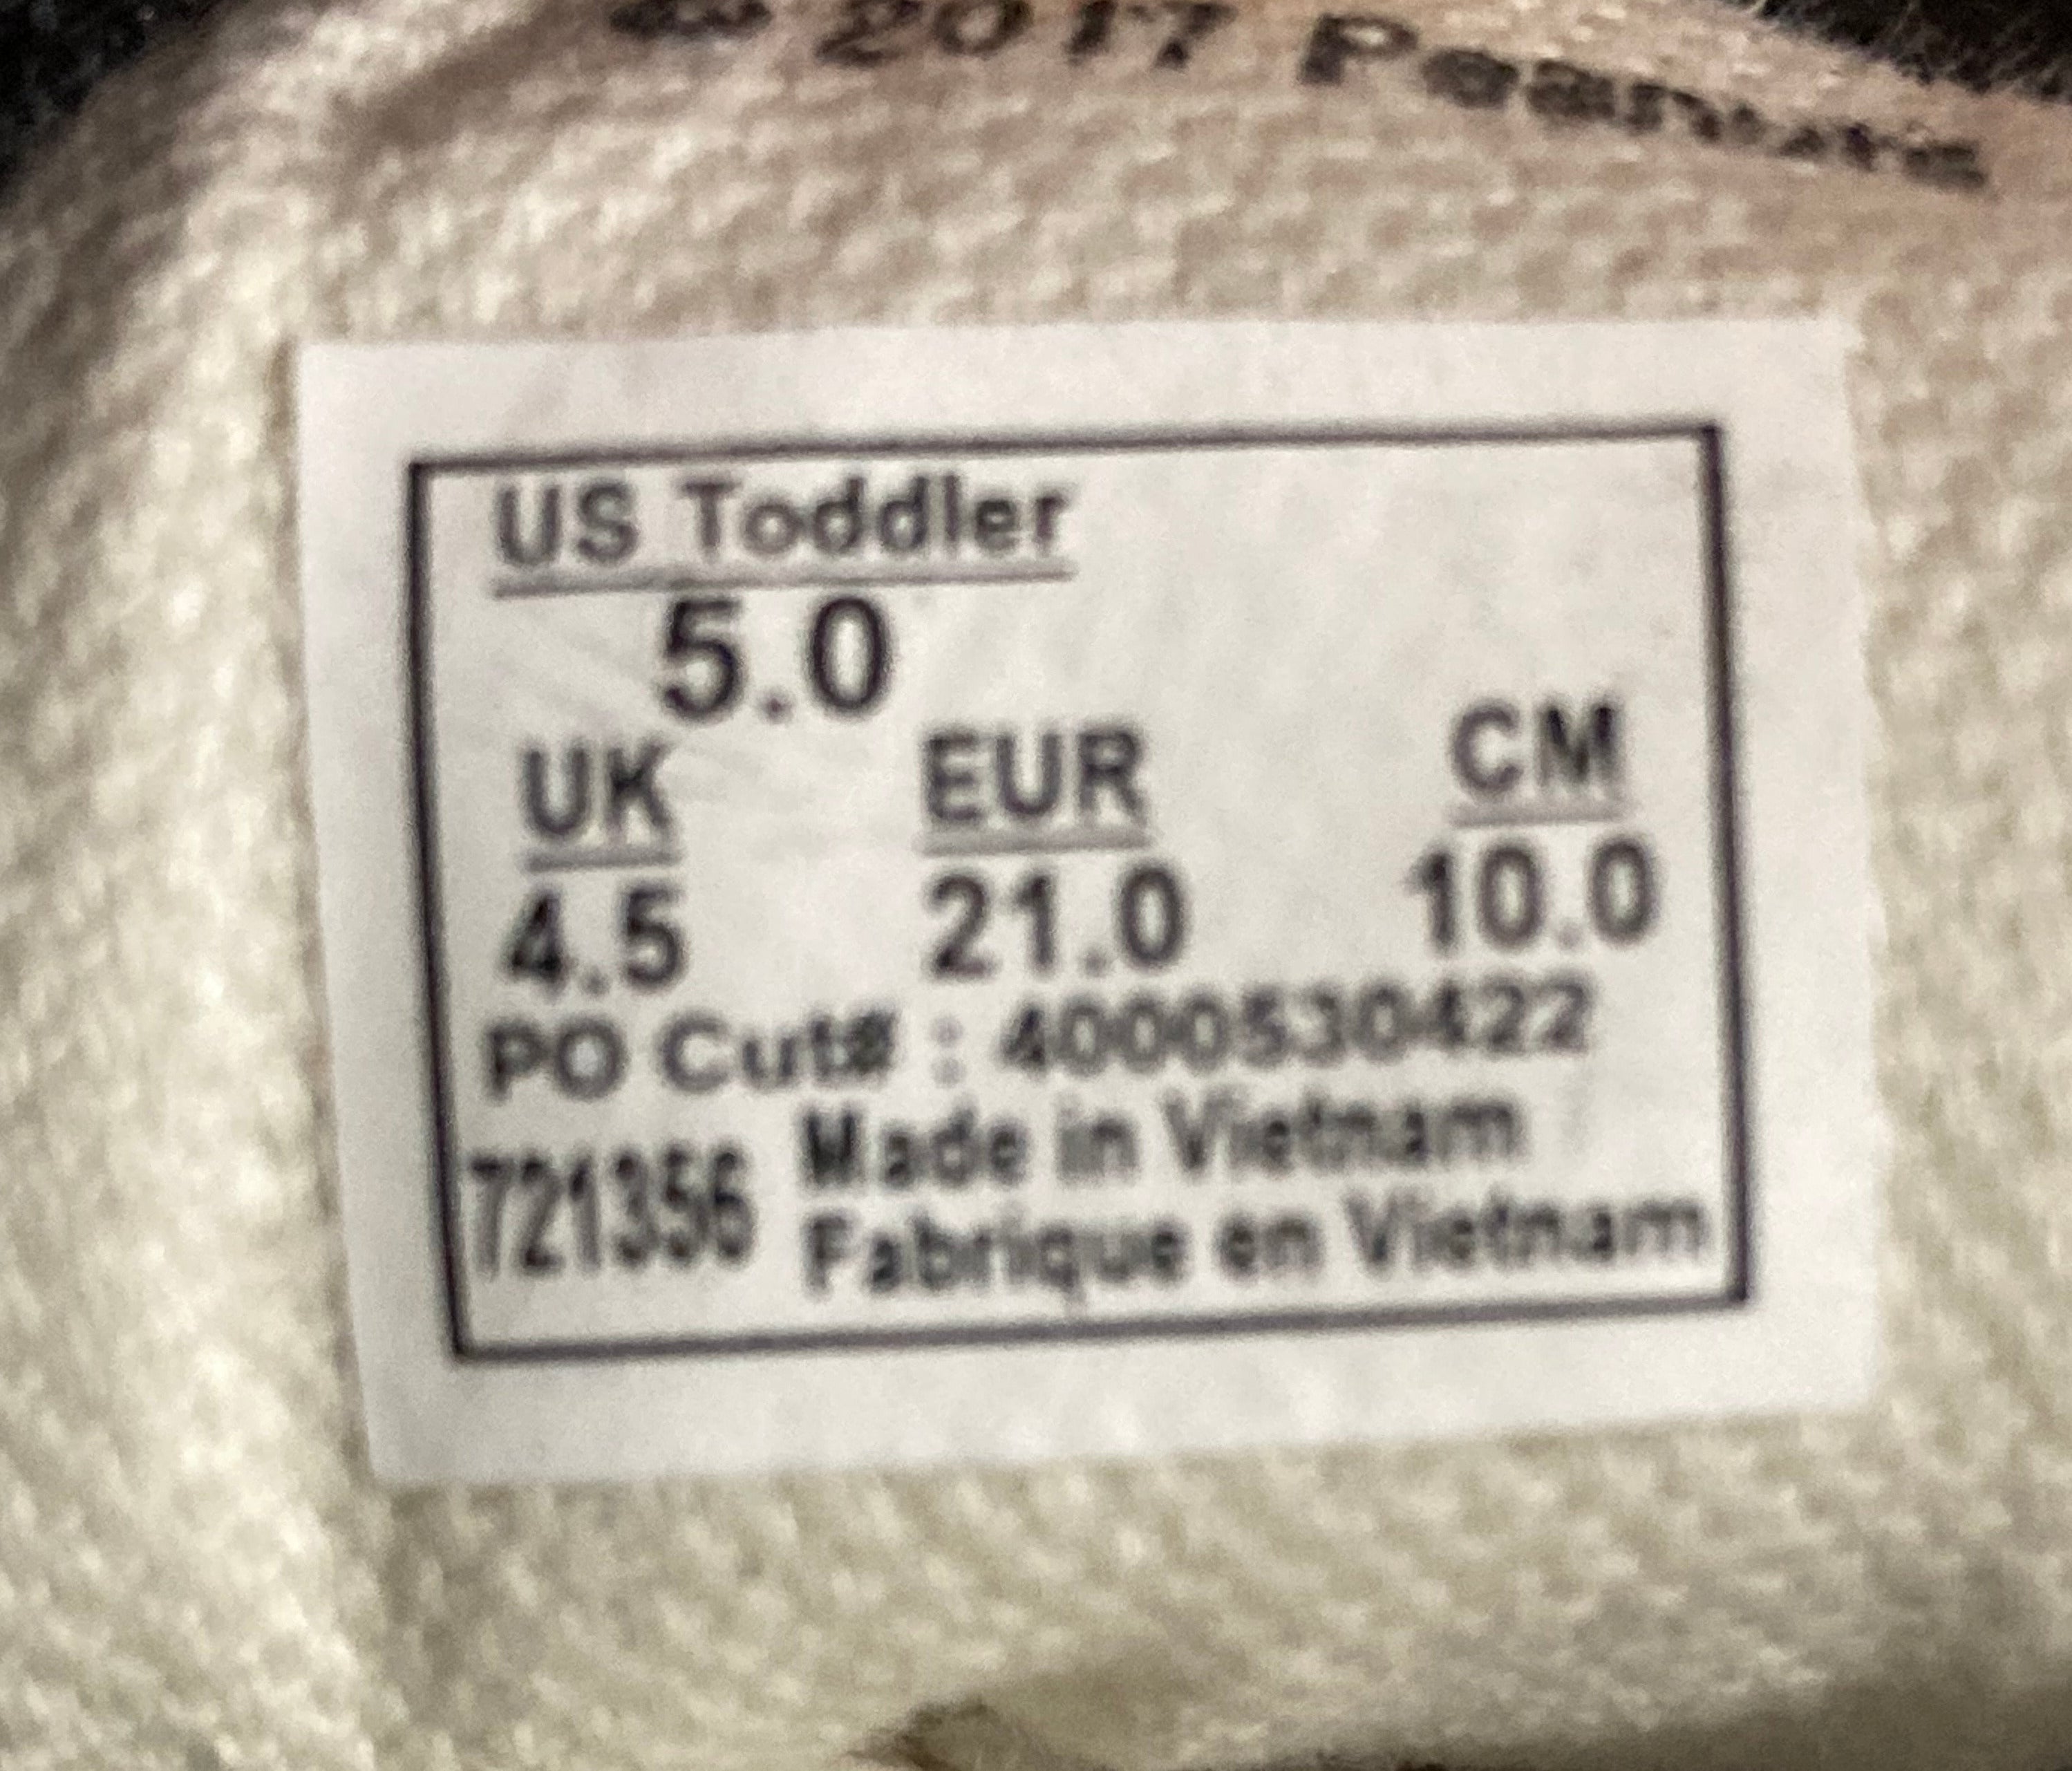 2017 Peanuts
US Toddler
5.0
UK EUR CM
4.5 21.0 10.0
PO Cut# : 4000530422
721356 Made in Vietnam
Fabrique en Vietnam